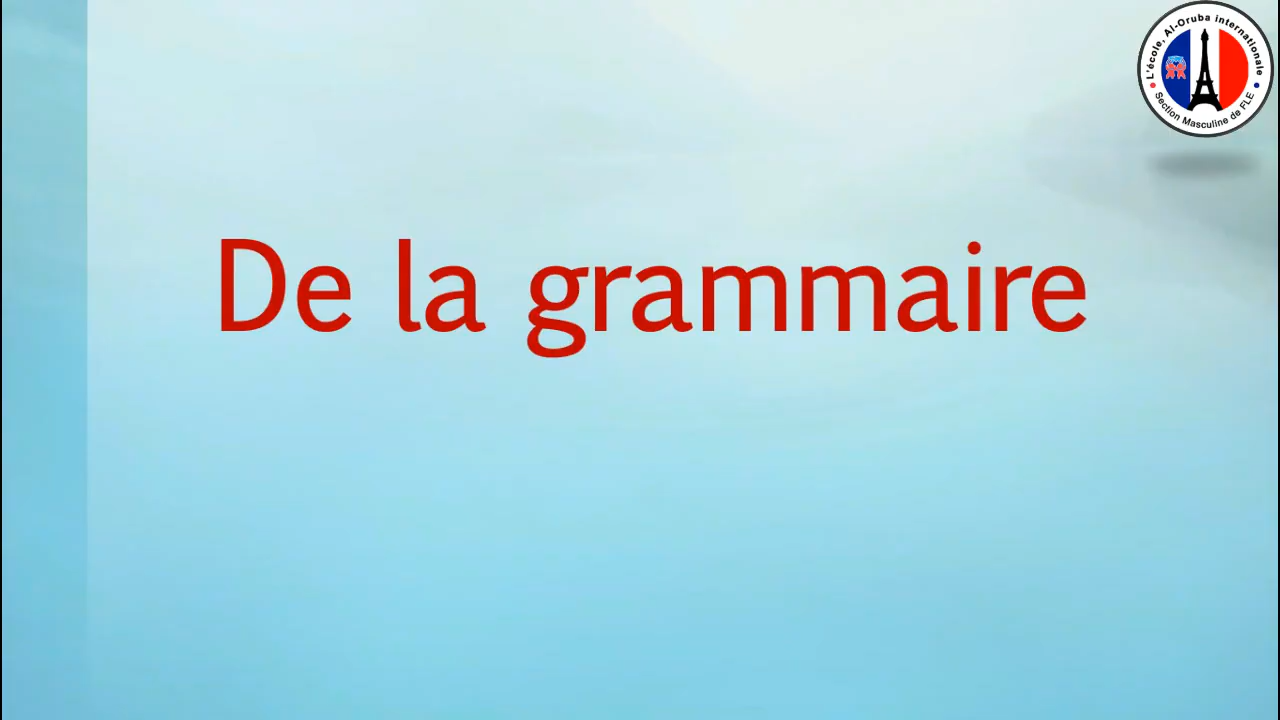 L'école, Al-Oruba internationale
Section Masculine de FLE
De la grammaire